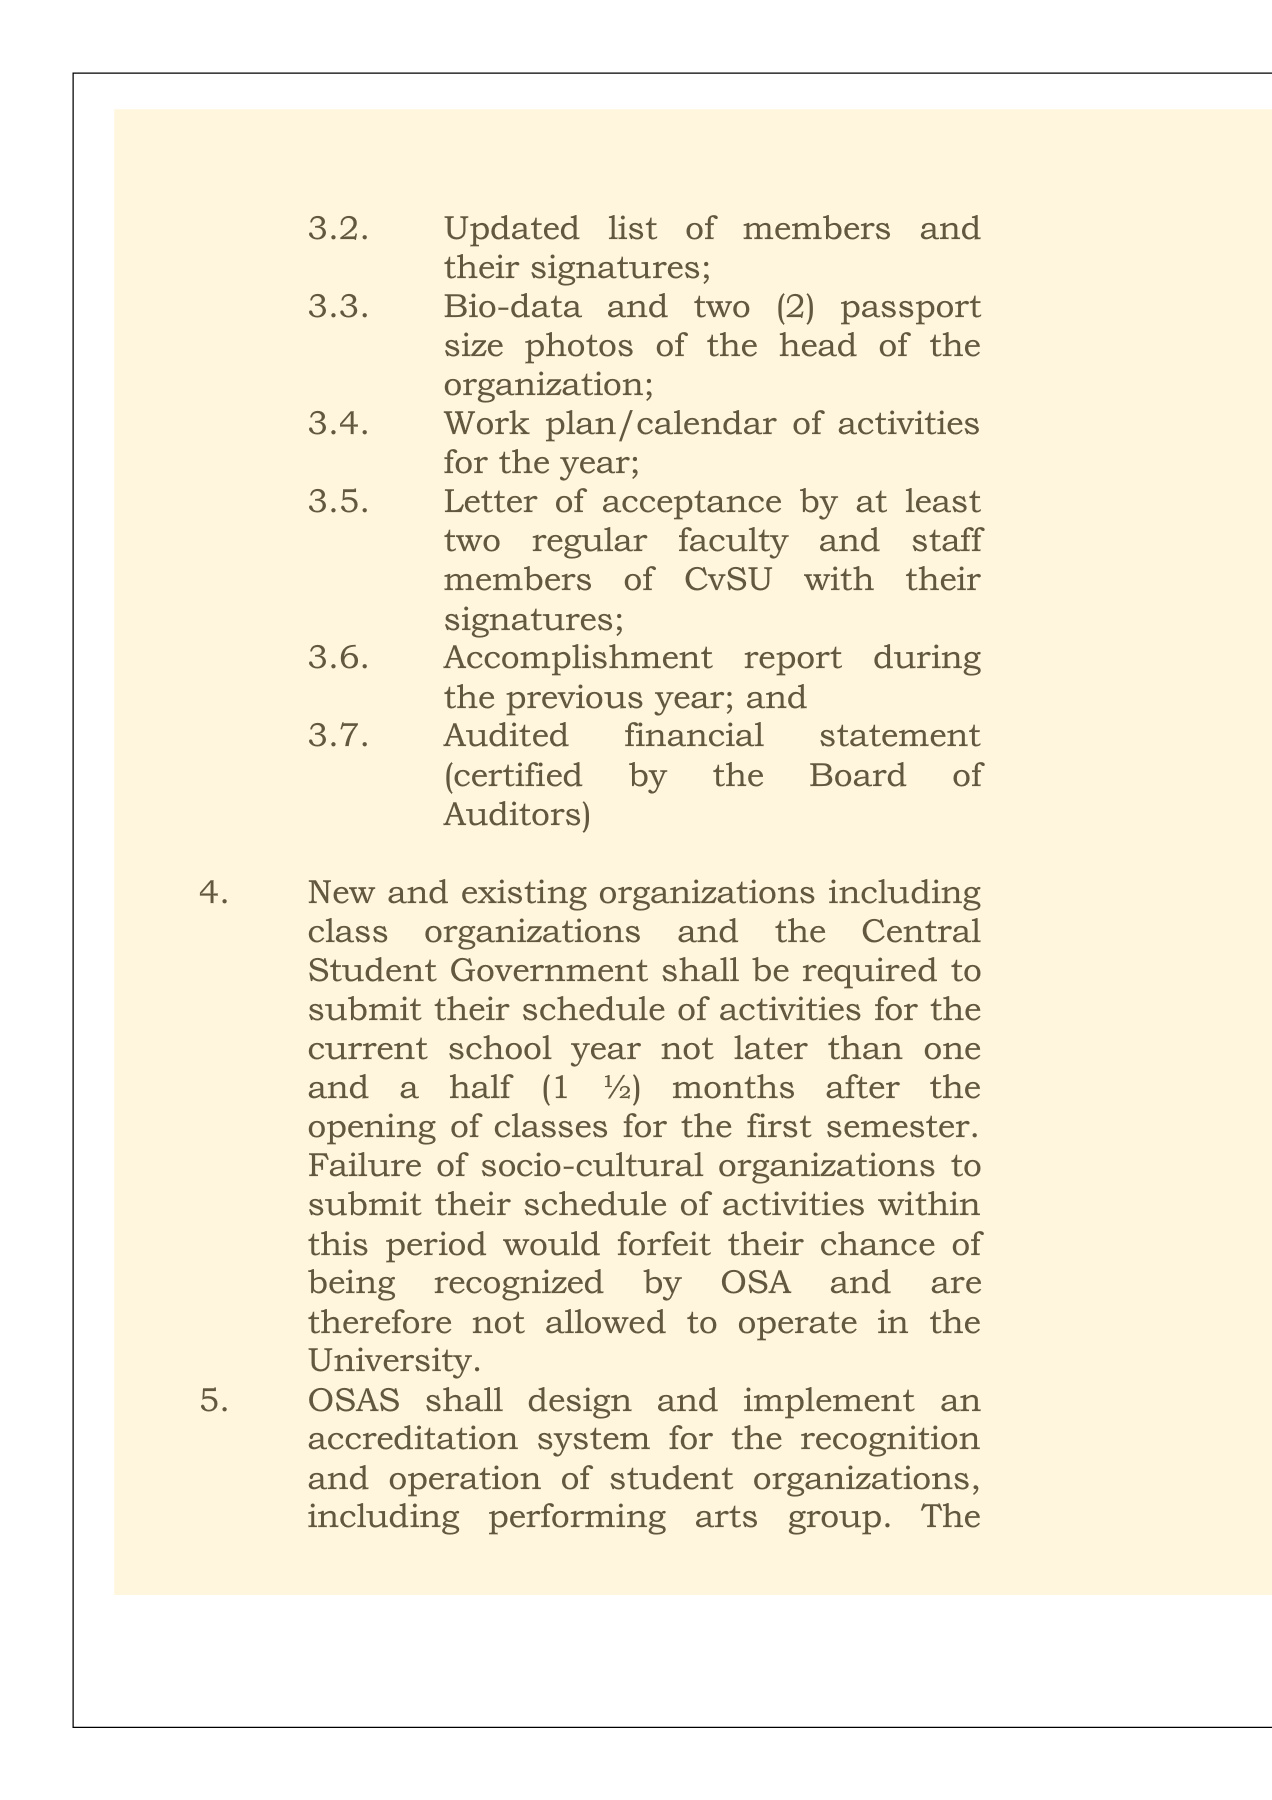 3.2. Updated list of members and
their signatures;
3.3. Bio-data and two (2) passport
size photos of the head of the
organization;
3.4. Work plan/calendar of activities
for the year;
3.5. Letter of acceptance by at least
two regular faculty and staff
members of CvSU with their
signatures;
3.6. Accomplishment report during
the previous year; and
3.7. Audited financial statement
(certified by the Board of
Auditors)
4. New and existing organizations including
class organizations and the Central
Student Government shall be required to
submit their schedule of activities for the
current school year not later than one
and a half (1 ½) months after the
opening of classes for the first semester.
Failure of socio-cultural organizations to
submit their schedule of activities within
this period would forfeit their chance of
being recognized by OSA and are
therefore not allowed to operate in the
University.
5. OSAS shall design and implement an
accreditation system for the recognition
and operation of student organizations,
including performing arts group. The